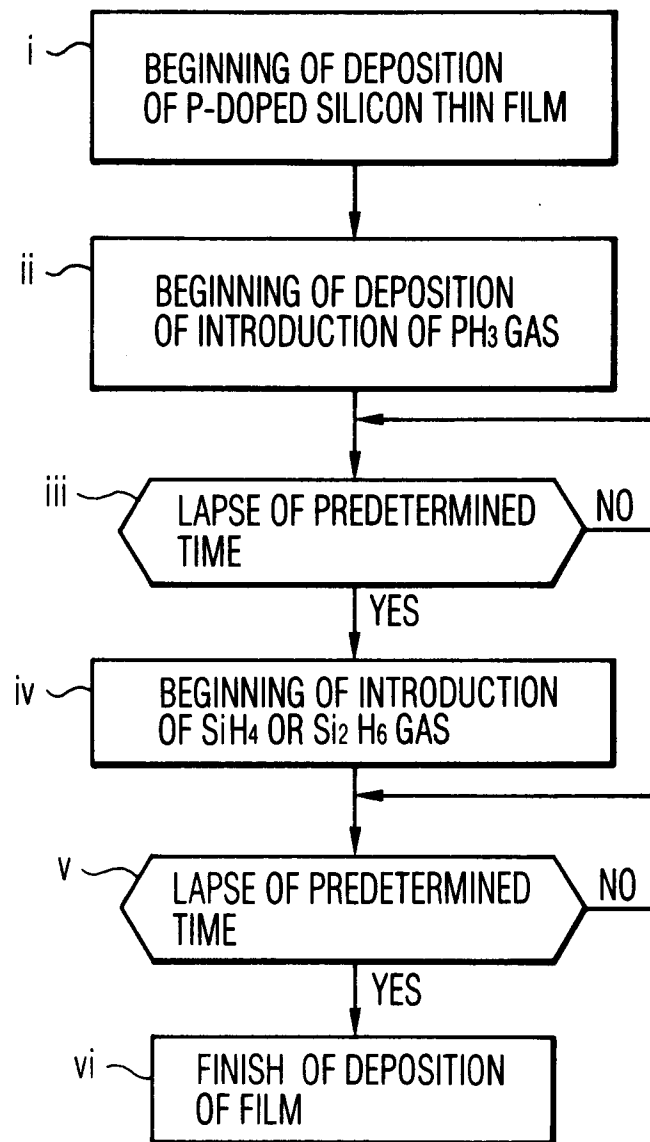 i
BEGINNING OF DEPOSITION
OF P-DOPED SILICON THIN FILM
ii
BEGINNING OF DEPOSITION
OF INTRODUCTION OF PH₃ GAS
iii
LAPSE OF PREDETERMINED
TIME
NO
YES
iv
BEGINNING OF INTRODUCTION
OF SiH₄ OR Si₂ H₆ GAS
v
LAPSE OF PREDETERMINED
TIME
NO
YES
vi
FINISH OF DEPOSITION
OF FILM